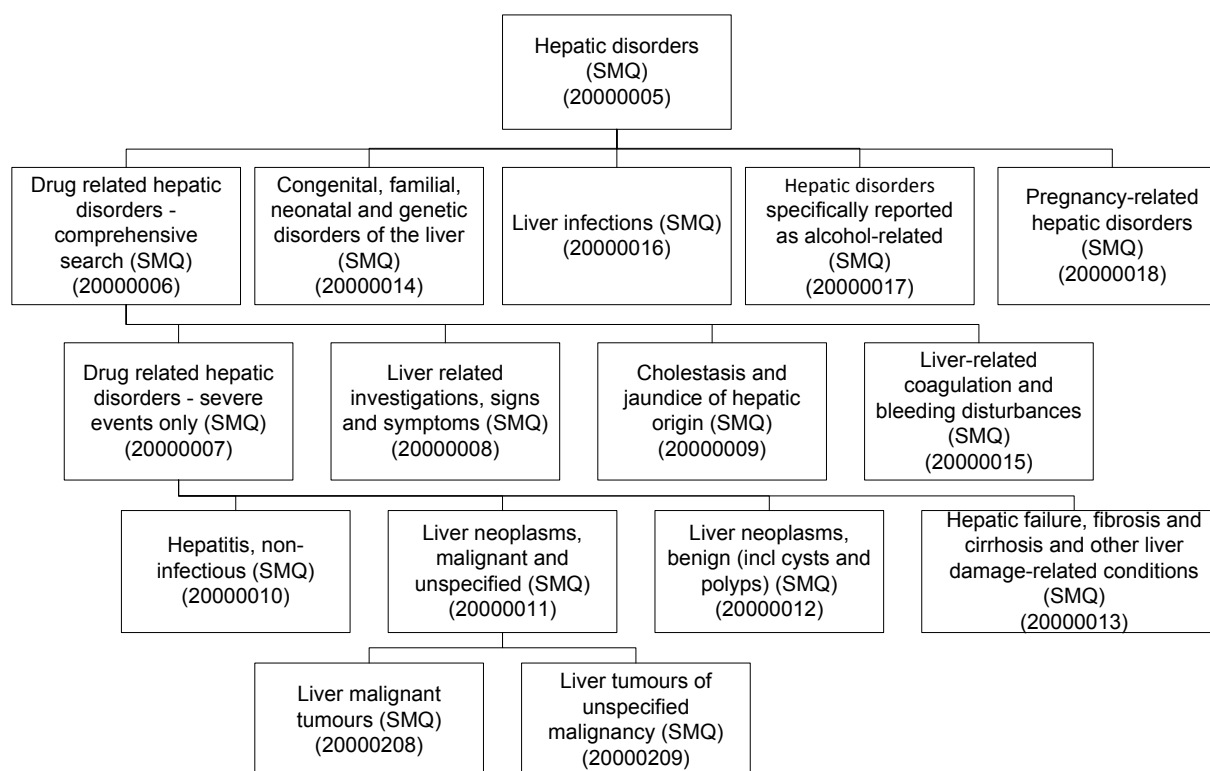 Hepatic disorders
(SMQ)
(20000005)
Drug related hepatic
disorders -
comprehensive
search (SMQ)
(20000006)
Congenital, familial,
neonatal and genetic
disorders of the liver
(SMQ)
(20000014)
Liver infections (SMQ)
(20000016)
Hepatic disorders
specifically reported
as alcohol-related
(SMQ)
(20000017)
Pregnancy-related
hepatic disorders
(SMQ)
(20000018)
Drug related hepatic
disorders - severe
events only (SMQ)
(20000007)
Liver related
investigations, signs
and symptoms (SMQ)
(20000008)
Cholestasis and
jaundice of hepatic
origin (SMQ)
(20000009)
Liver-related
coagulation and
bleeding disturbances
(SMQ)
(20000015)
Hepatitis, non-
infectious (SMQ)
(20000010)
Liver neoplasms,
malignant and
unspecified (SMQ)
(20000011)
Liver neoplasms,
benign (incl cysts and
polyps) (SMQ)
(20000012)
Hepatic failure, fibrosis and
cirrhosis and other liver
damage-related conditions
(SMQ)
(20000013)
Liver malignant
tumours (SMQ)
(20000208)
Liver tumours of
unspecified
malignancy (SMQ)
(20000209)